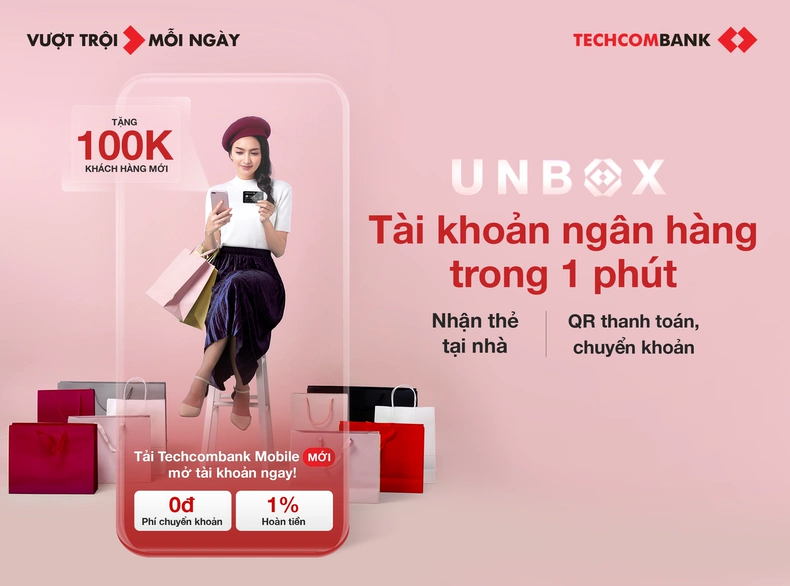 VƯỢT TRỘI MỖI NGÀY
TECHCOMBANK
TẶNG
100K
KHÁCH HÀNG MỚI
UNBOX
Tài khoản ngân hàng
trong 1 phút
Nhận thẻ
tại nhà
QR thanh toán,
chuyển khoản
Tải Techcombank Mobile MỚI
mở tài khoản ngay!
0đ
Phí chuyển khoản
1%
Hoàn tiền